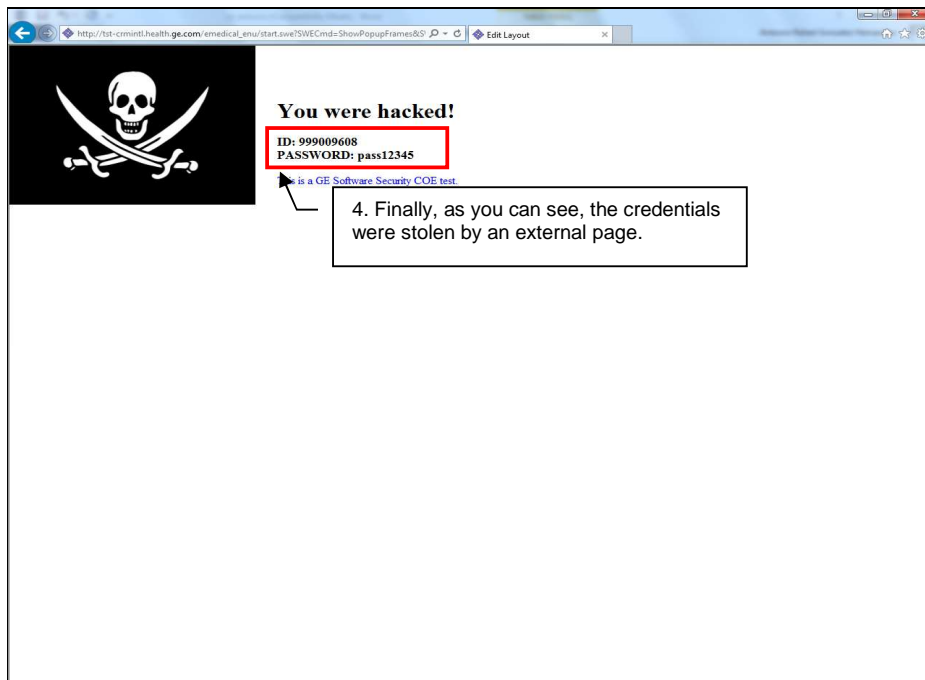 http://tst-crmintl.health.ge.com/emedical_enu/start.swe?SWECmd=ShowPopupFrames&S
Edit Layout
You were hacked!
ID: 999009608
PASSWORD: pass12345
This is a GE Software Security COE test.
4. Finally, as you can see, the credentials
were stolen by an external page.